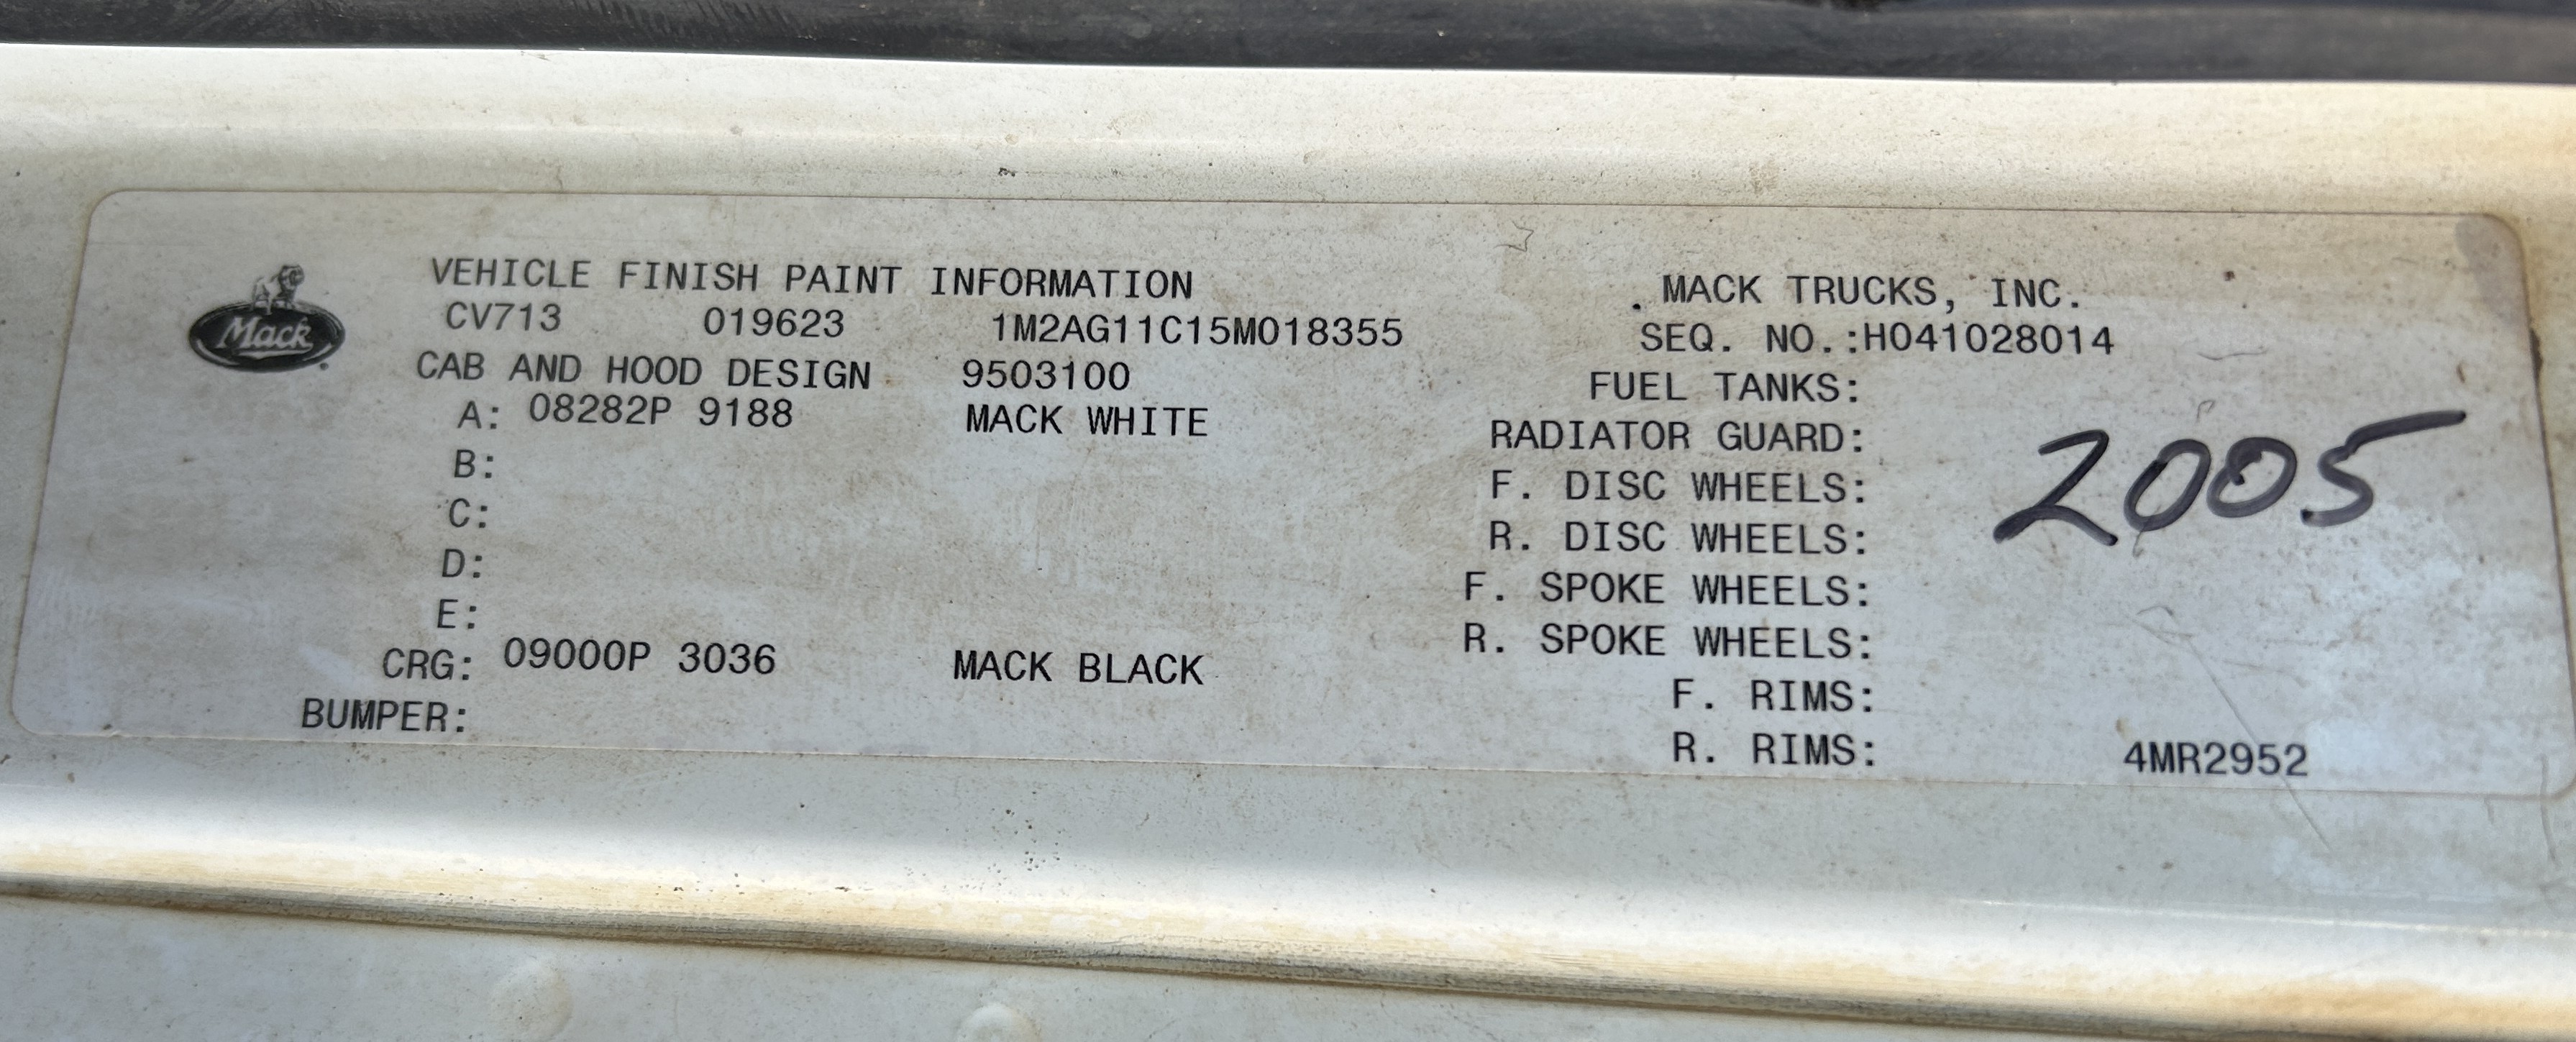 Mack
VEHICLE FINISH PAINT INFORMATION
CV713 019623 1M2AG11C15M018355
CAB AND HOOD DESIGN 9503100
A: 08282P 9188 MACK WHITE
B:
C:
D:
E:
CRG: 09000P 3036 MACK BLACK
BUMPER:
MACK TRUCKS, INC.
SEQ. NO.:H041028014
FUEL TANKS:
RADIATOR GUARD:
F. DISC WHEELS:
R. DISC WHEELS:
F. SPOKE WHEELS:
R. SPOKE WHEELS:
F. RIMS:
R. RIMS:
2005
4MR2952